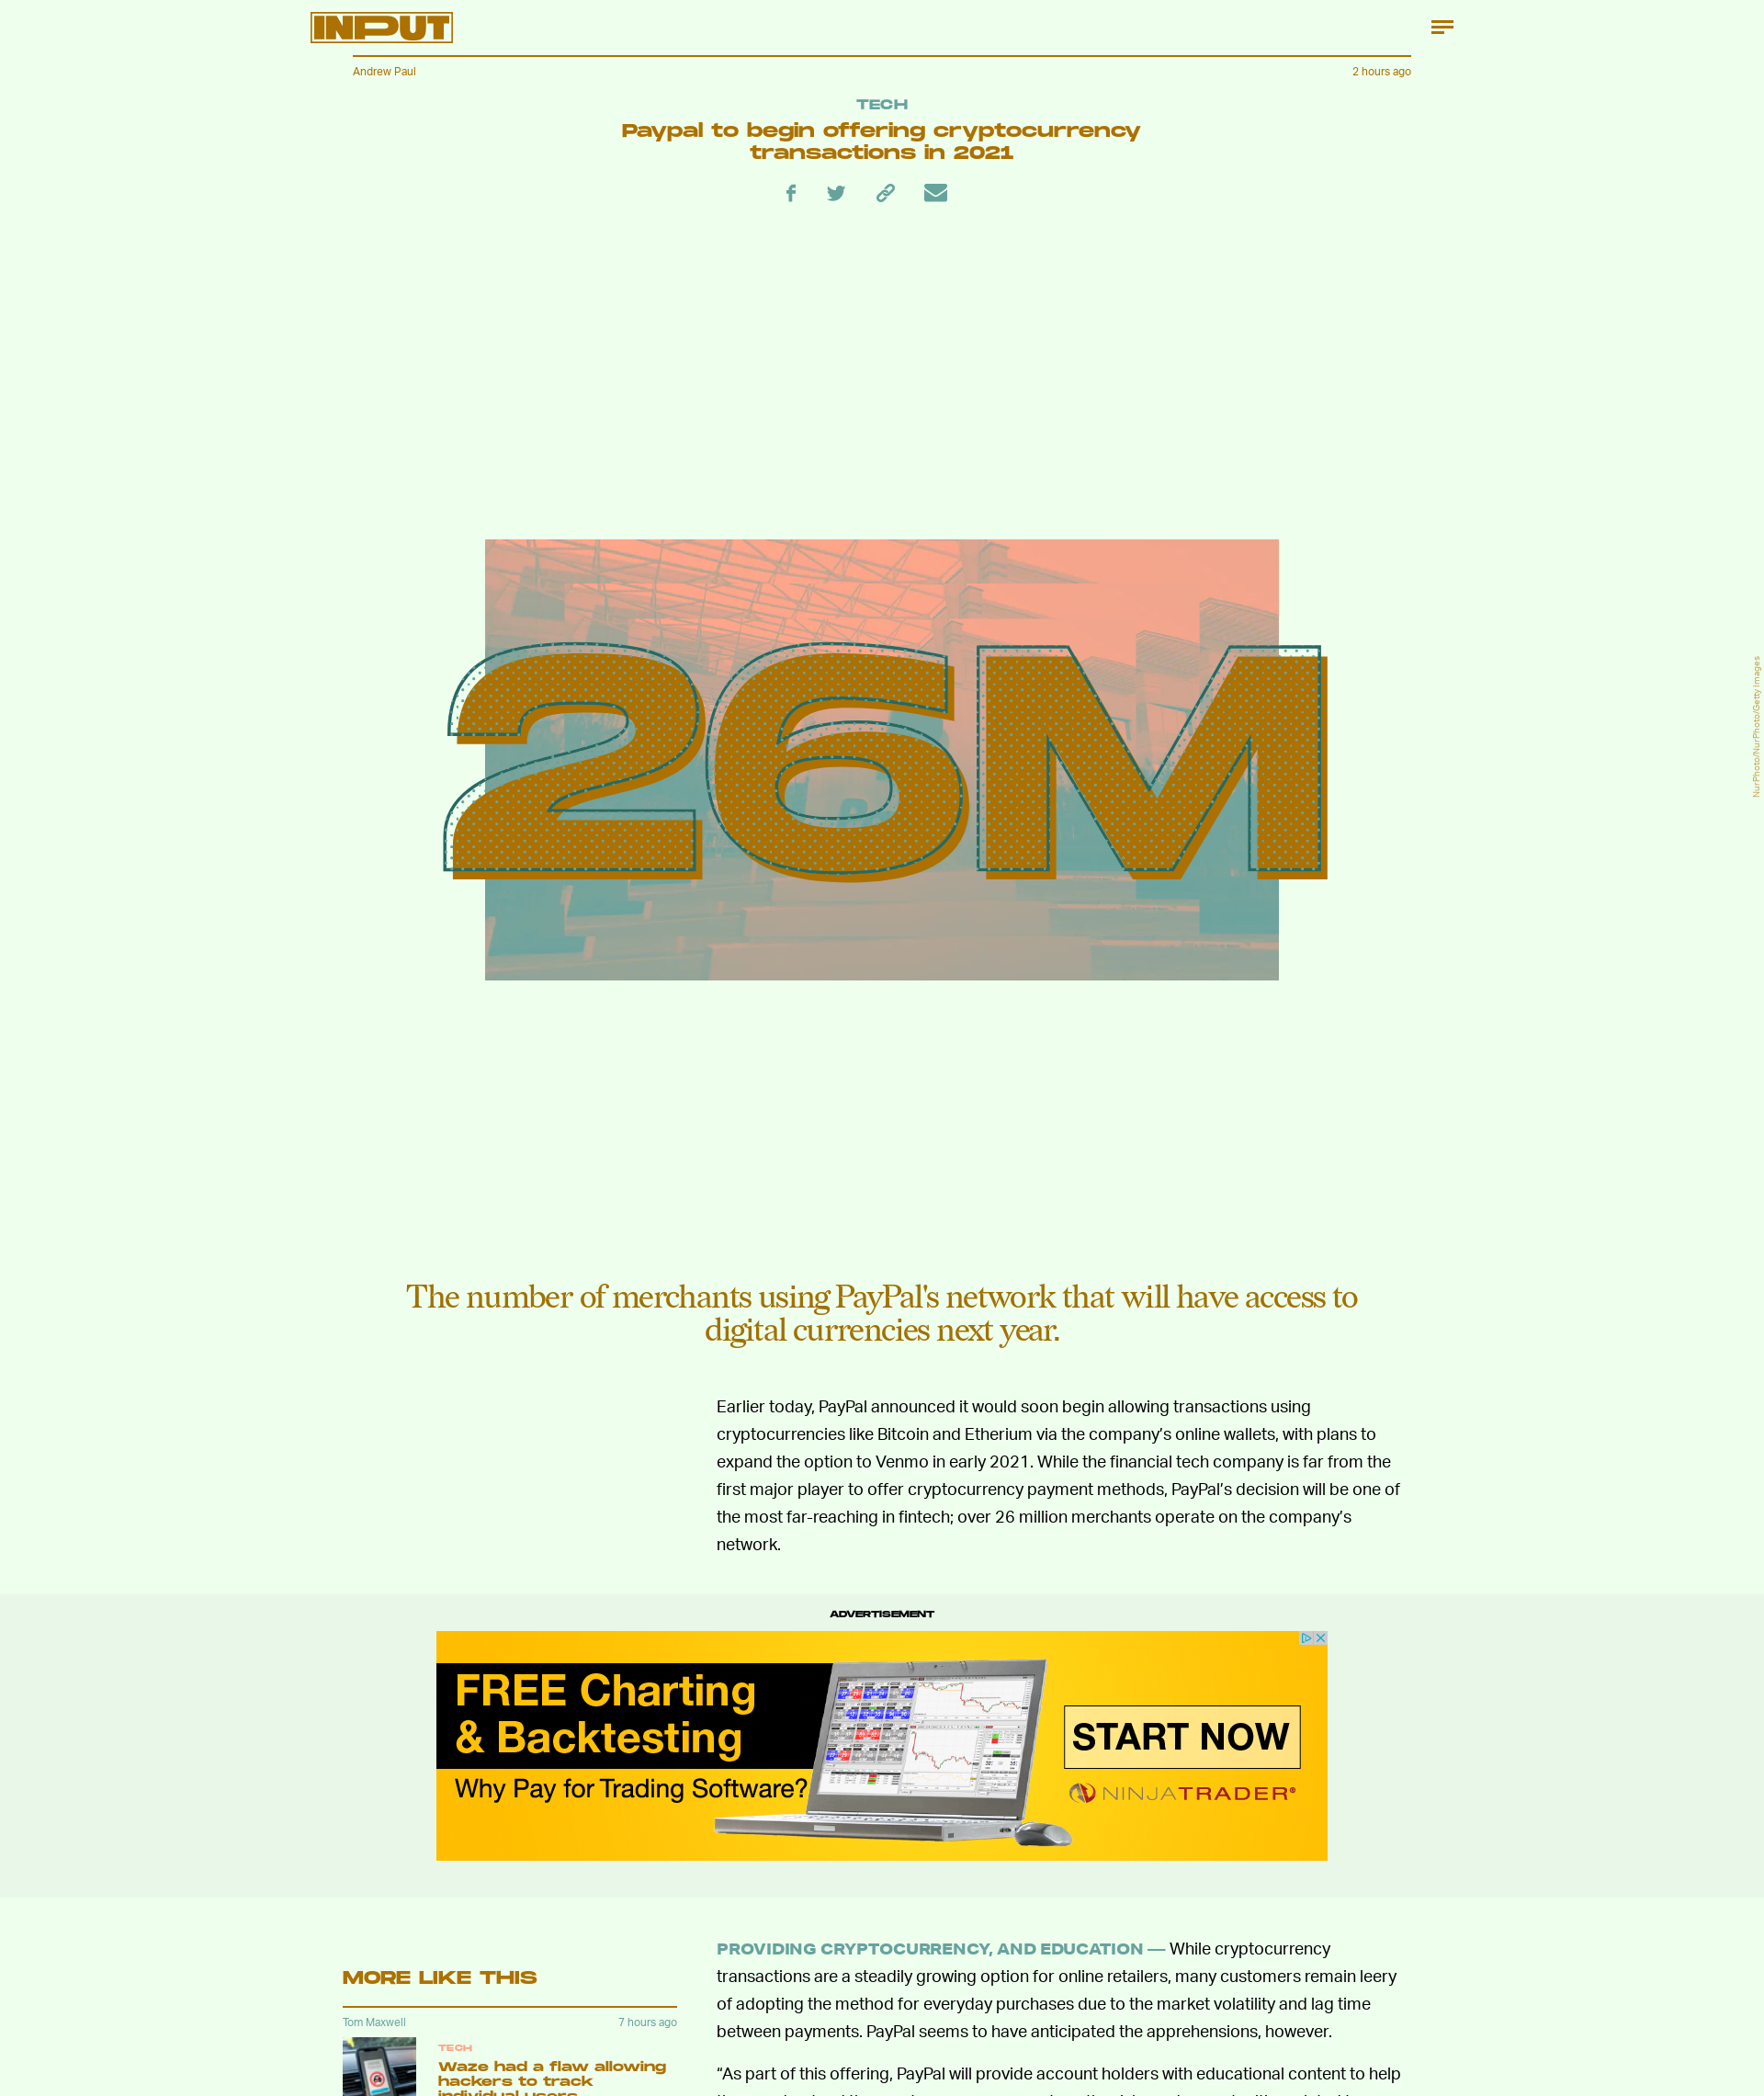 INPUT
Andrew Paul
2 hours ago
TECH
Paypal to begin offering cryptocurrency
transactions in 2021
26M
NurPhoto/NurPhoto/Getty Images
The number of merchants using PayPal's network that will have access to
digital currencies next year.
Earlier today, PayPal announced it would soon begin allowing transactions using
cryptocurrencies like Bitcoin and Etherium via the company’s online wallets, with plans to
expand the option to Venmo in early 2021. While the financial tech company is far from the
first major player to offer cryptocurrency payment methods, PayPal’s decision will be one of
the most far-reaching in fintech; over 26 million merchants operate on the company’s
network.
ADVERTISEMENT
FREE Charting
& Backtesting
Why Pay for Trading Software?
START NOW
NINJATRADER®
MORE LIKE THIS
Tom Maxwell
7 hours ago
TECH
Waze had a flaw allowing
hackers to track
individual users
PROVIDING CRYPTOCURRENCY, AND EDUCATION — While cryptocurrency
transactions are a steadily growing option for online retailers, many customers remain leery
of adopting the method for everyday purchases due to the market volatility and lag time
between payments. PayPal seems to have anticipated the apprehensions, however.
“As part of this offering, PayPal will provide account holders with educational content to help